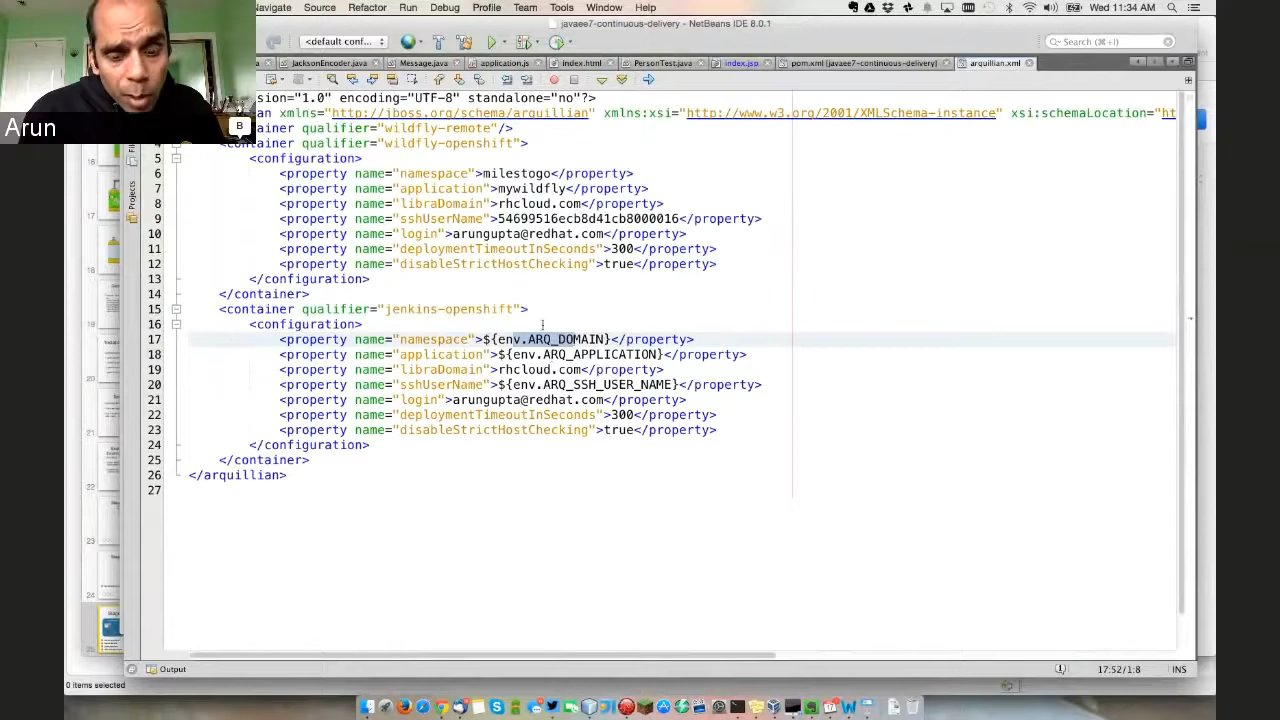 Navigate
Source
Refactor
Run
Debug
Profile
Team
Tools
Window
Help
Wed 11:34 AM
javaee7-continuous-delivery - NetBeans IDE 8.0.1
<default conf...
Search (⌘+I)
JacksonEncoder.java
Message.java
application.js
index.html
PersonTest.java
index.jsp
pom.xml [javaee7-continuous-delivery]
arquillian.xml
Arun
B
sion="1.0" encoding="UTF-8" standalone="no"?>
an xmlns="http://jboss.org/schema/arquillian" xmlns:xsi="http://www.w3.org/2001/XMLSchema-instance" xsi:schemaLocation="ht
tainer qualifier="wildfly-remote"/>
4 <container qualifier="wildfly-openshift">
5 <configuration>
6 <property name="namespace">milestogo</property>
7 <property name="application">mywildfly</property>
8 <property name="libraDomain">rhcloud.com</property>
9 <property name="sshUserName">54699516ecb8d41cb8000016</property>
10 <property name="login">arungupta@redhat.com</property>
11 <property name="deploymentTimeoutInSeconds">300</property>
12 <property name="disableStrictHostChecking">true</property>
13 </configuration>
14 </container>
15 <container qualifier="jenkins-openshift">
16 <configuration>
17 <property name="namespace">${env.ARQ_DOMAIN}</property>
18 <property name="application">${env.ARQ_APPLICATION}</property>
19 <property name="libraDomain">rhcloud.com</property>
20 <property name="sshUserName">${env.ARQ_SSH_USER_NAME}</property>
21 <property name="login">arungupta@redhat.com</property>
22 <property name="deploymentTimeoutInSeconds">300</property>
23 <property name="disableStrictHostChecking">true</property>
24 </configuration>
25 </container>
26 </arquillian>
27
Projects
17
21
22
23
24
Output
17:52/1:8
INS
0 items selected